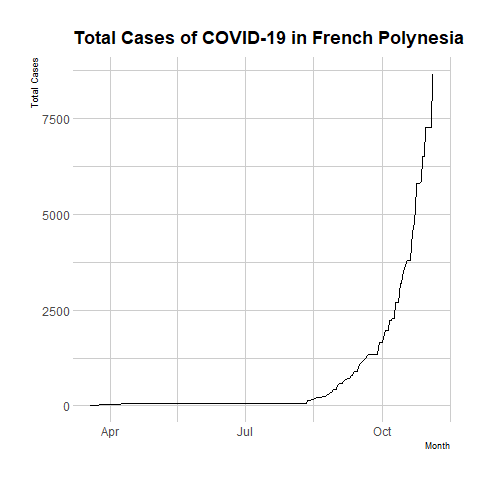 Total Cases of COVID-19 in French Polynesia
Total Cases
7500
5000
2500
0
Apr Jul Oct
Month